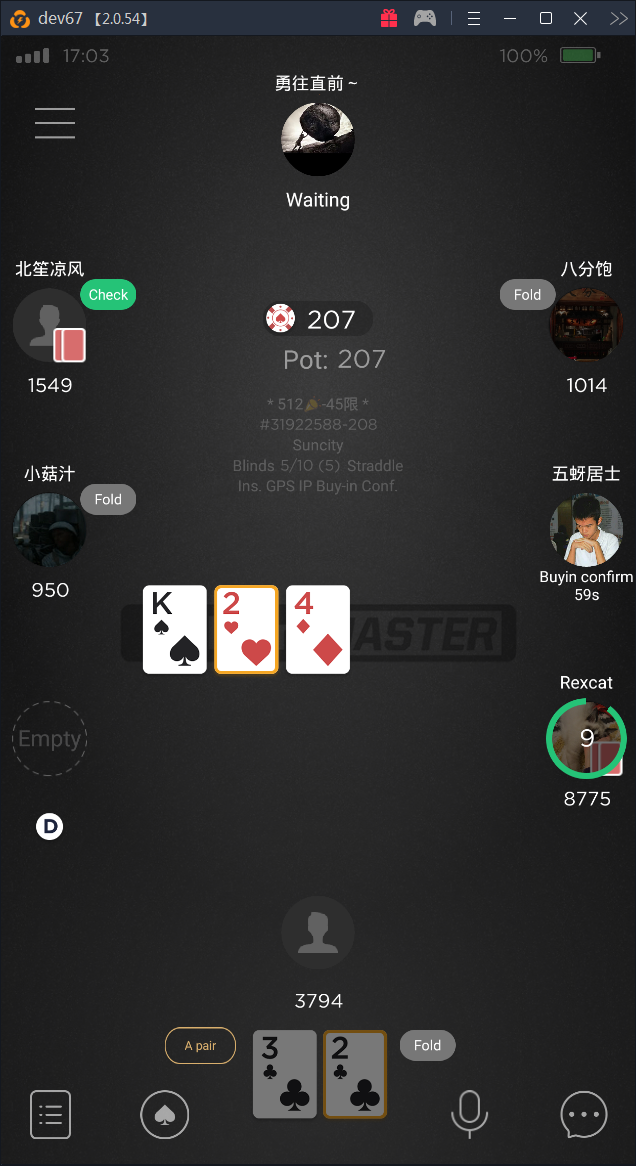 dev67 【2.0.54】
17:03
100%
勇往直前~
Waiting
北笙凉风
Check
1549
八分饱
Fold
1014
207
Pot: 207
* 512🎉-45限 *
#31922588-208
Suncity
Blinds 5/10 (5) Straddle
Ins. GPS IP Buy-in Conf.
小菇汁
Fold
950
五蚜居士
Buyin confirm
59s
K
2
4
MASTER
Rexcat
9
8775
Empty
D
3794
A pair
3
2
Fold